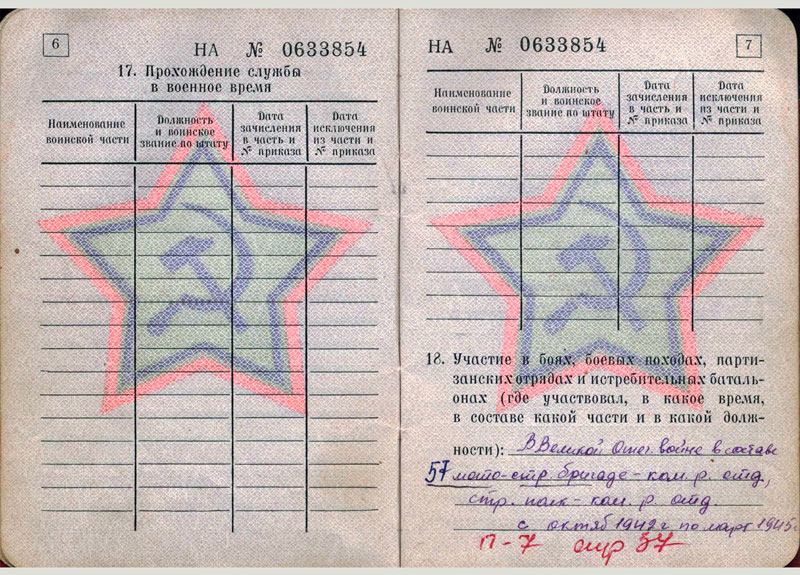 6
НА № 0633854
17. Прохождение службы
в военное время
Наименование
воинской части
Должность
и воинское
звание по штату
Дата
зачисления
в часть и
№ приказа
Дата
исключения
из части и
№ приказа
НА № 0633854
7
Наименование
воинской части
Должность
и воинское
звание по штату
Дата
зачисления
в часть и
№ приказа
Дата
исключения
из части и
№ приказа
18. Участие в боях, боевых походах, парти-
занских отрядах и истребительных баталь-
онах (где участвовал, в какое время,
в составе какой части и в какой долж-
ности): В Великой Отеч войне в составе
57 мото-стр. бригаде - ком. р. отд,
стр. полк - ком. р. отд.
с октяб 1942 г по март 1945
п-7 стр 57